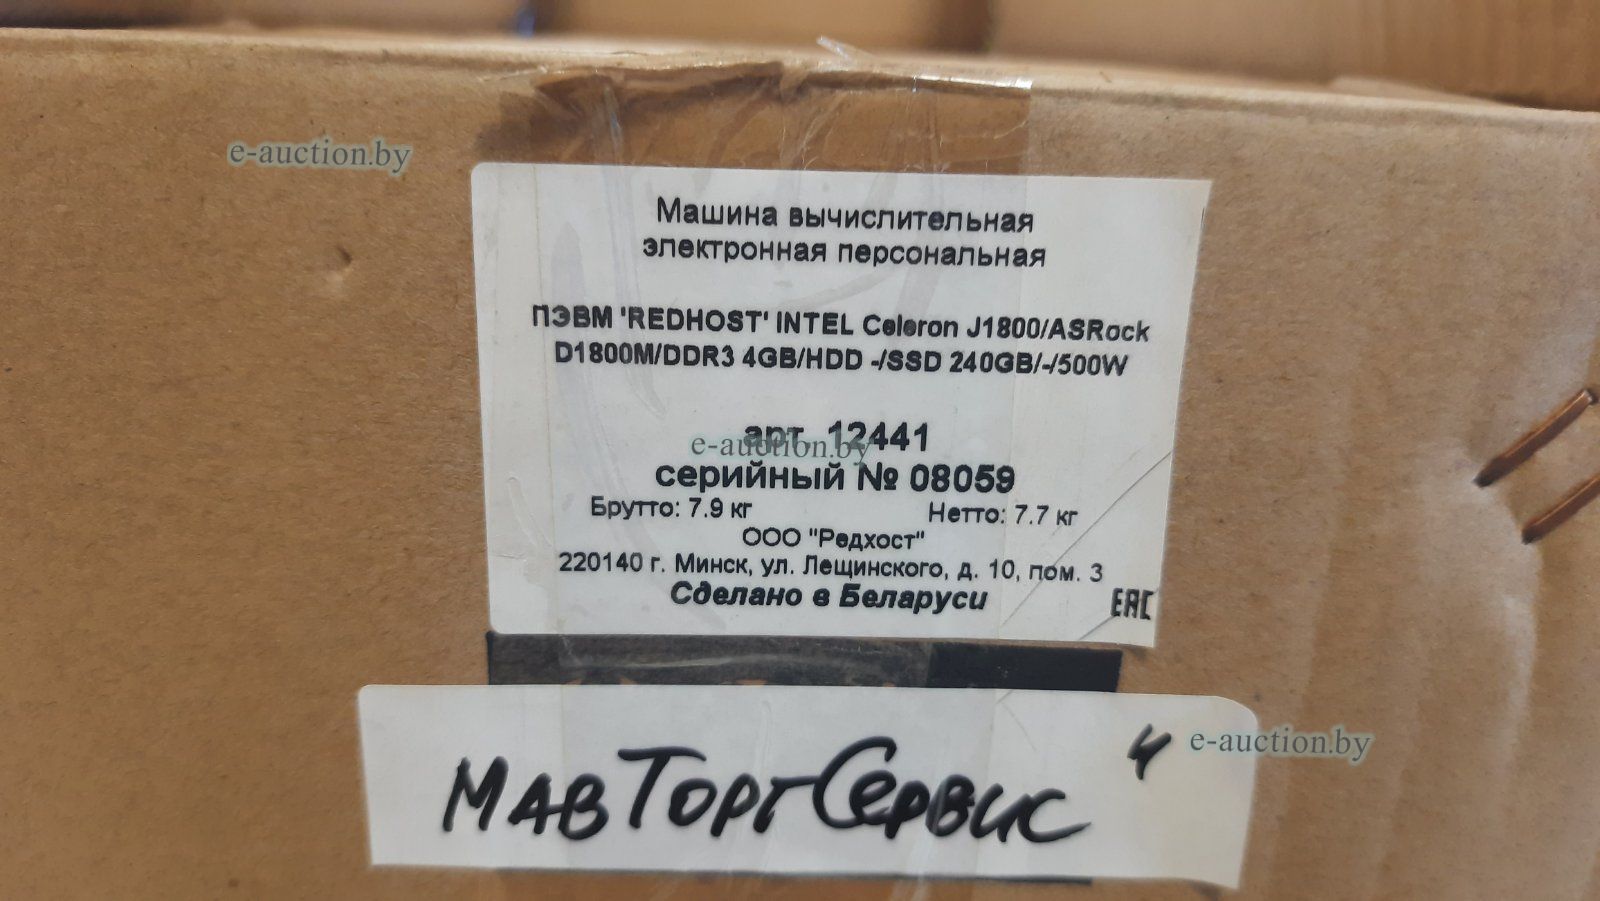 e-auction.by
Машина вычислительная
электронная персональная
ПЭВМ 'REDHOST' INTEL Celeron J1800/ASRock
D1800M/DDR3 4GB/HDD -/SSD 240GB/-/500W
арт. 12441
e-auction.by
серийный № 08059
Брутто: 7.9 кг Нетто: 7.7 кг
ООО "Редхост"
220140 г. Минск, ул. Лещинского, д. 10, пом. 3
Сделано в Беларуси
EAC
e-auction.by
МавТоргСервис